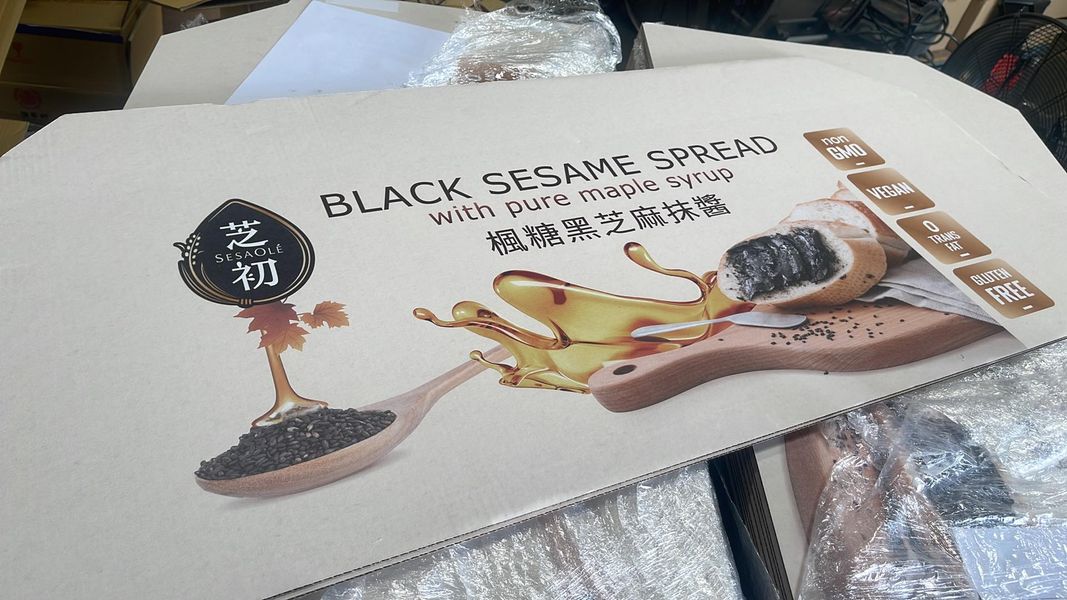 BLACK SESAME SPREAD
with pure maple syrup
楓糖黑芝麻抹醬
芝
SESAOLÉ
初
non
GMO
VEGAN
0
TRANS
FAT
GLUTEN
FREE